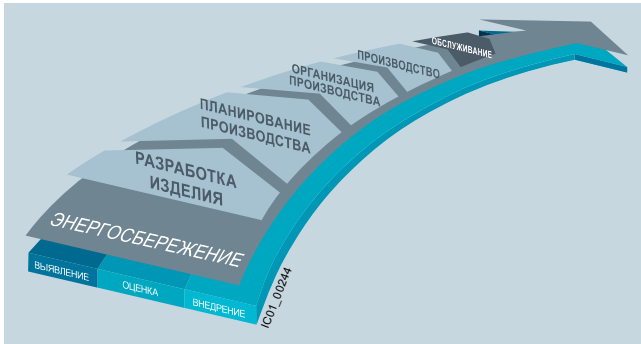 ОБСЛУЖИВАНИЕ
ПРОИЗВОДСТВО
ОРГАНИЗАЦИЯ
ПРОИЗВОДСТВА
ПЛАНИРОВАНИЕ
ПРОИЗВОДСТВА
РАЗРАБОТКА
ИЗДЕЛИЯ
ЭНЕРГОСБЕРЕЖЕНИЕ
ВЫЯВЛЕНИЕ
ОЦЕНКА
ВНЕДРЕНИЕ
IC01_00244